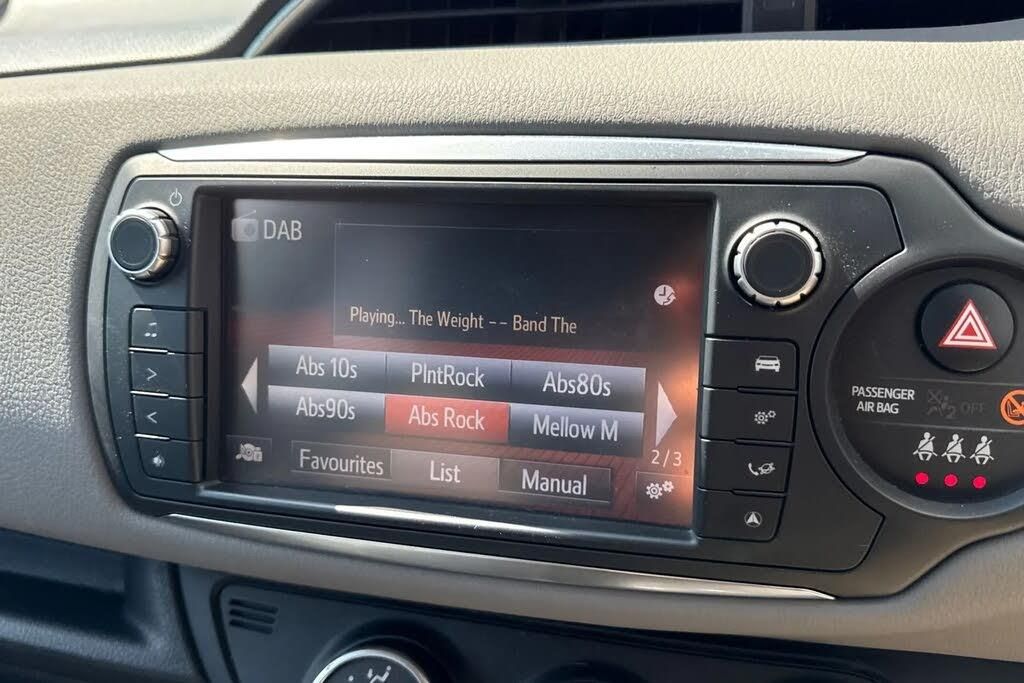 DAB
Playing... The Weight -- Band The
Abs 10s PlntRock Abs80s
Abs90s Abs Rock Mellow M
2/3
Favourites List Manual
PASSENGER
AIR BAG
OFF